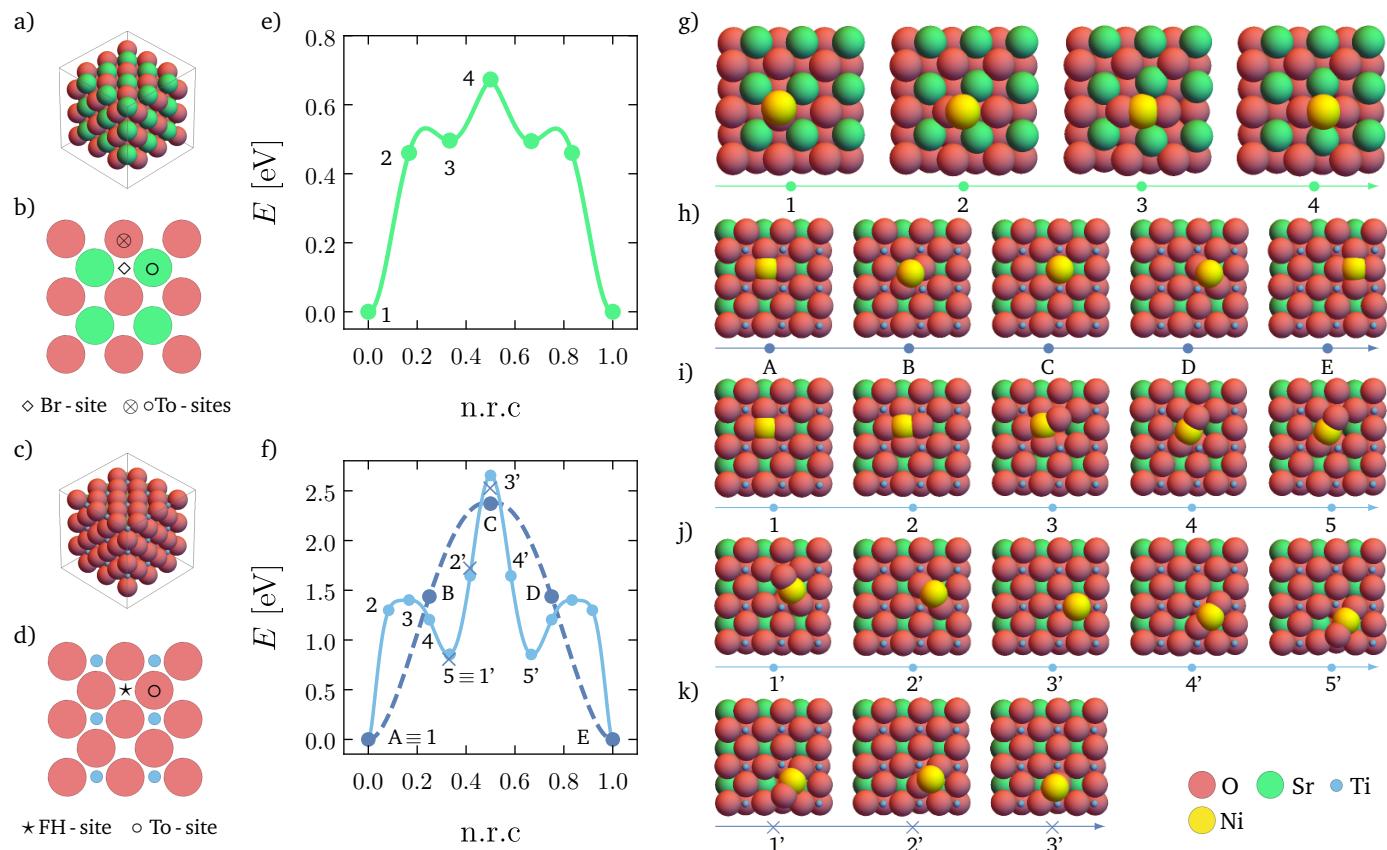 a)
b)
◇ Br - site ⊗ ○ To - sites
c)
d)
★ FH - site ○ To - site
e)
0.8
0.6
0.4
0.2
0.0
E [eV]
1
2
3
4
0.0 0.2 0.4 0.6 0.8 1.0
n.r.c
f)
2.5
2.0
1.5
1.0
0.5
0.0
E [eV]
3'
C
2' 4'
B D
2
3
4
5 ≡ 1' 5'
A ≡ 1 E
0.0 0.2 0.4 0.6 0.8 1.0
n.r.c
g)
1 2 3 4
h)
A B C D E
i)
1 2 3 4 5
j)
1' 2' 3' 4' 5'
k)
1' 2' 3'
O Sr Ti
Ni